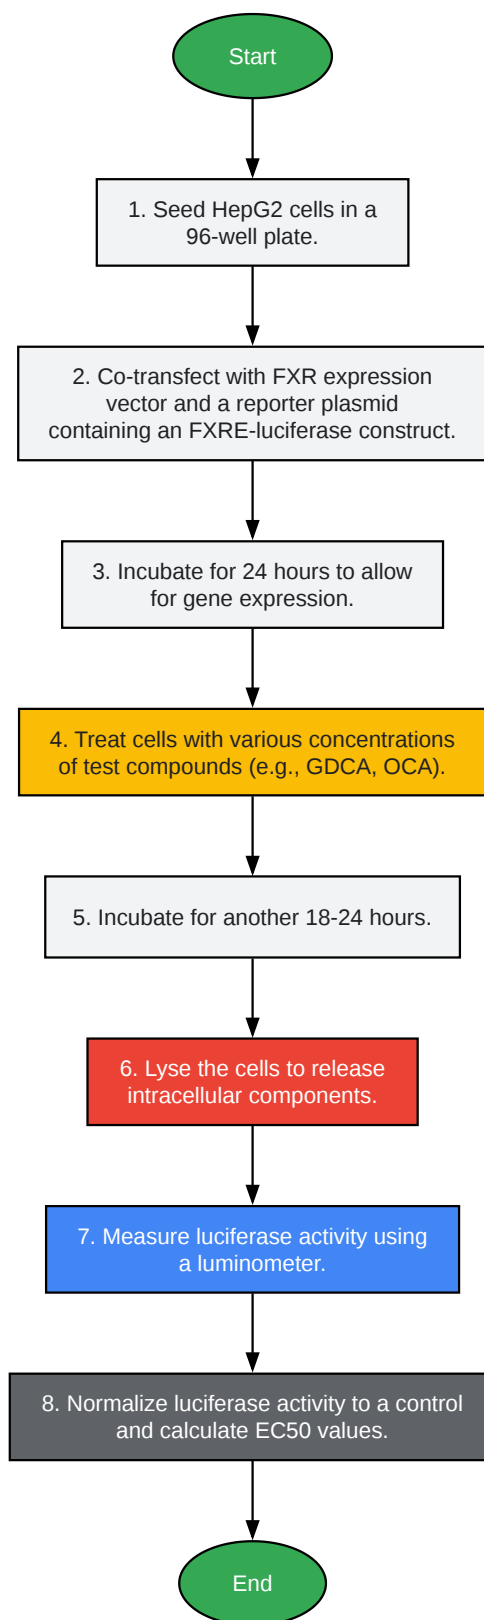 Start
1. Seed HepG2 cells in a
96-well plate.
2. Co-transfect with FXR expression
vector and a reporter plasmid
containing an FXRE-luciferase construct.
3. Incubate for 24 hours to allow
for gene expression.
4. Treat cells with various concentrations
of test compounds (e.g., GDCA, OCA).
5. Incubate for another 18-24 hours.
6. Lyse the cells to release
intracellular components.
7. Measure luciferase activity using
a luminometer.
8. Normalize luciferase activity to a control
and calculate EC50 values.
End